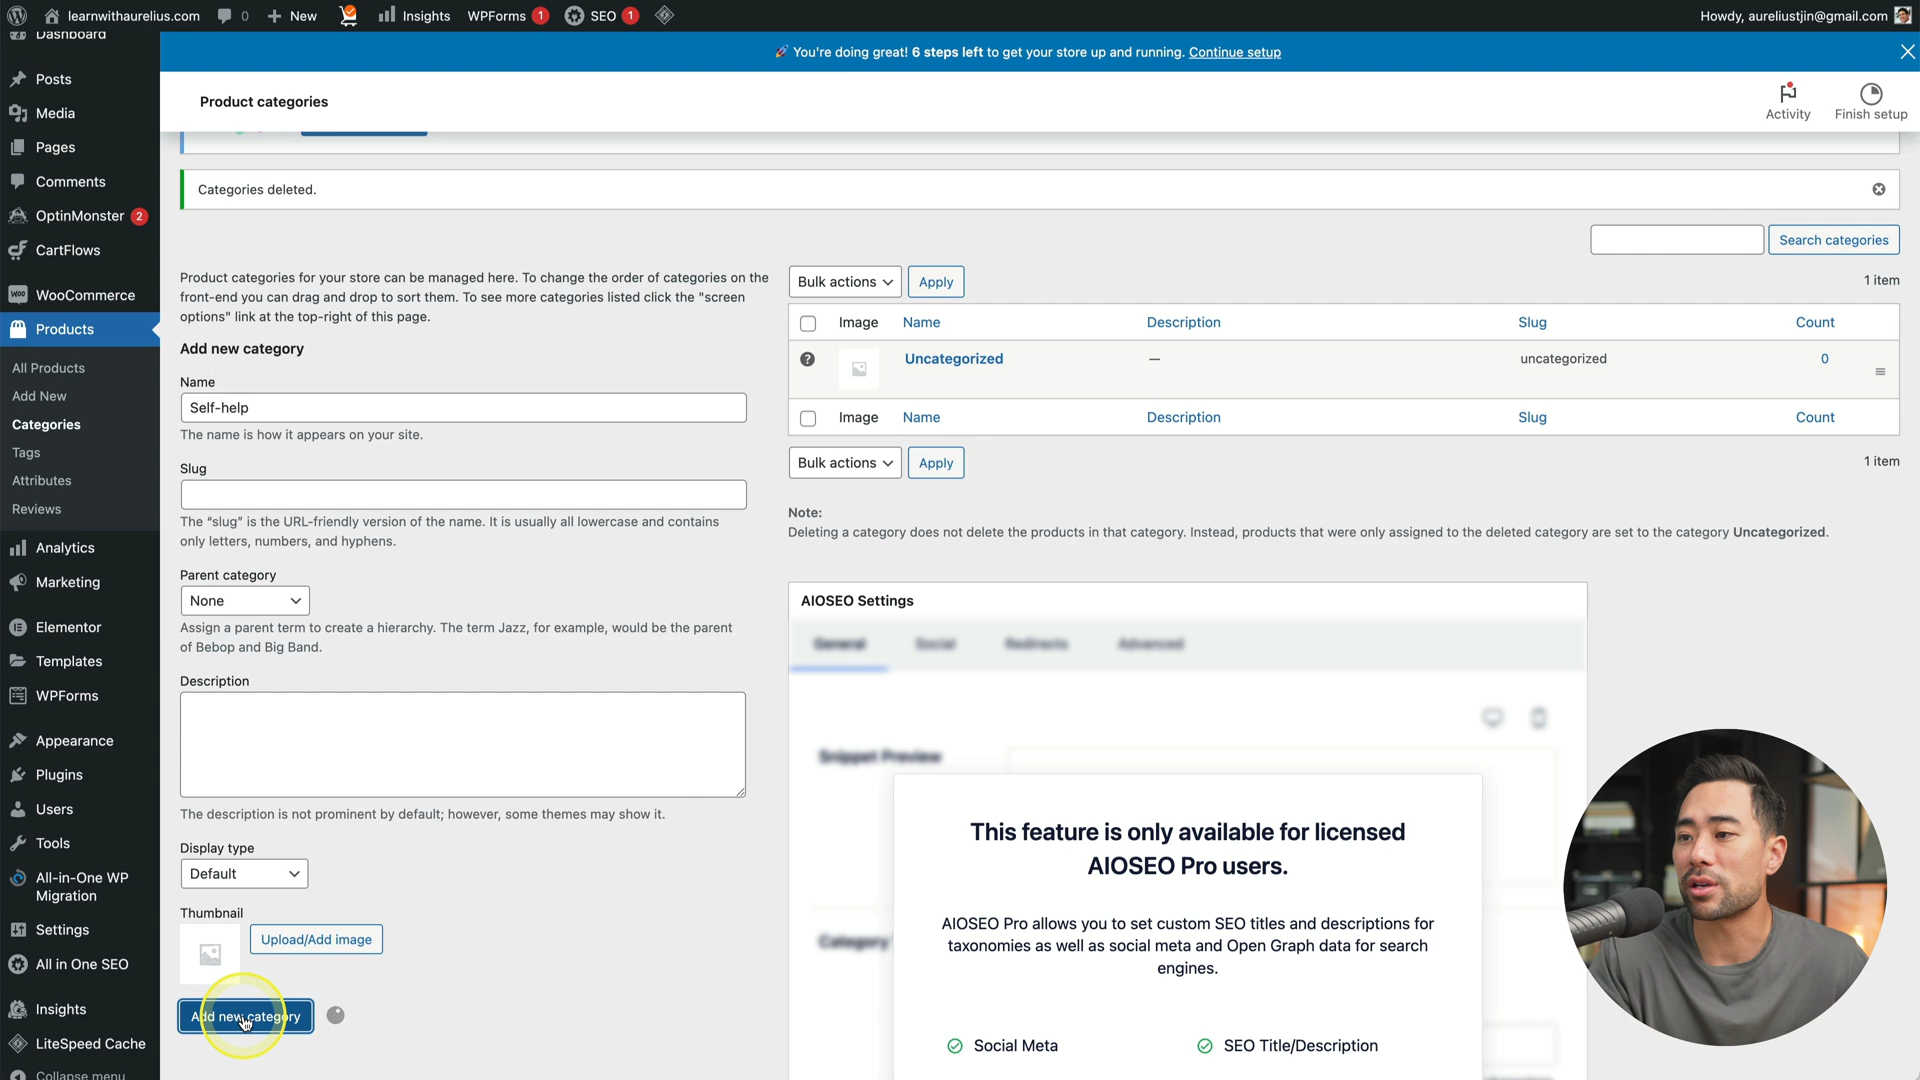 learnwithaurelius.com
0
New
Insights
WPForms 1
SEO 1
Howdy, aureliustjin@gmail.com
Dashboard
Posts
Media
Pages
Comments
OptinMonster 2
CartFlows
WooCommerce
Products
All Products
Add New
Categories
Tags
Attributes
Reviews
Analytics
Marketing
Elementor
Templates
WPForms
Appearance
Plugins
Users
Tools
All-in-One WP
Migration
Settings
All in One SEO
Insights
LiteSpeed Cache
Collapse menu
🚀 You're doing great! 6 steps left to get your store up and running. Continue setup
Product categories
Activity
Finish setup
Categories deleted.
Search categories
Product categories for your store can be managed here. To change the order of categories on the
front-end you can drag and drop to sort them. To see more categories listed click the "screen
options" link at the top-right of this page.
Add new category
Name
Self-help
The name is how it appears on your site.
Slug
The “slug” is the URL-friendly version of the name. It is usually all lowercase and contains
only letters, numbers, and hyphens.
Parent category
None
Assign a parent term to create a hierarchy. The term Jazz, for example, would be the parent
of Bebop and Big Band.
Description
The description is not prominent by default; however, some themes may show it.
Display type
Default
Thumbnail
Upload/Add image
Add new category
Bulk actions
Apply
1 item
Image Name Description Slug Count
Uncategorized — uncategorized 0
Image Name Description Slug Count
Bulk actions
Apply
1 item
Note:
Deleting a category does not delete the products in that category. Instead, products that were only assigned to the deleted category are set to the category Uncategorized.
AIOSEO Settings
General Social Redirects Advanced
Snippet Preview
Category
This feature is only available for licensed
AIOSEO Pro users.
AIOSEO Pro allows you to set custom SEO titles and descriptions for
taxonomies as well as social meta and Open Graph data for search
engines.
Social Meta
SEO Title/Description